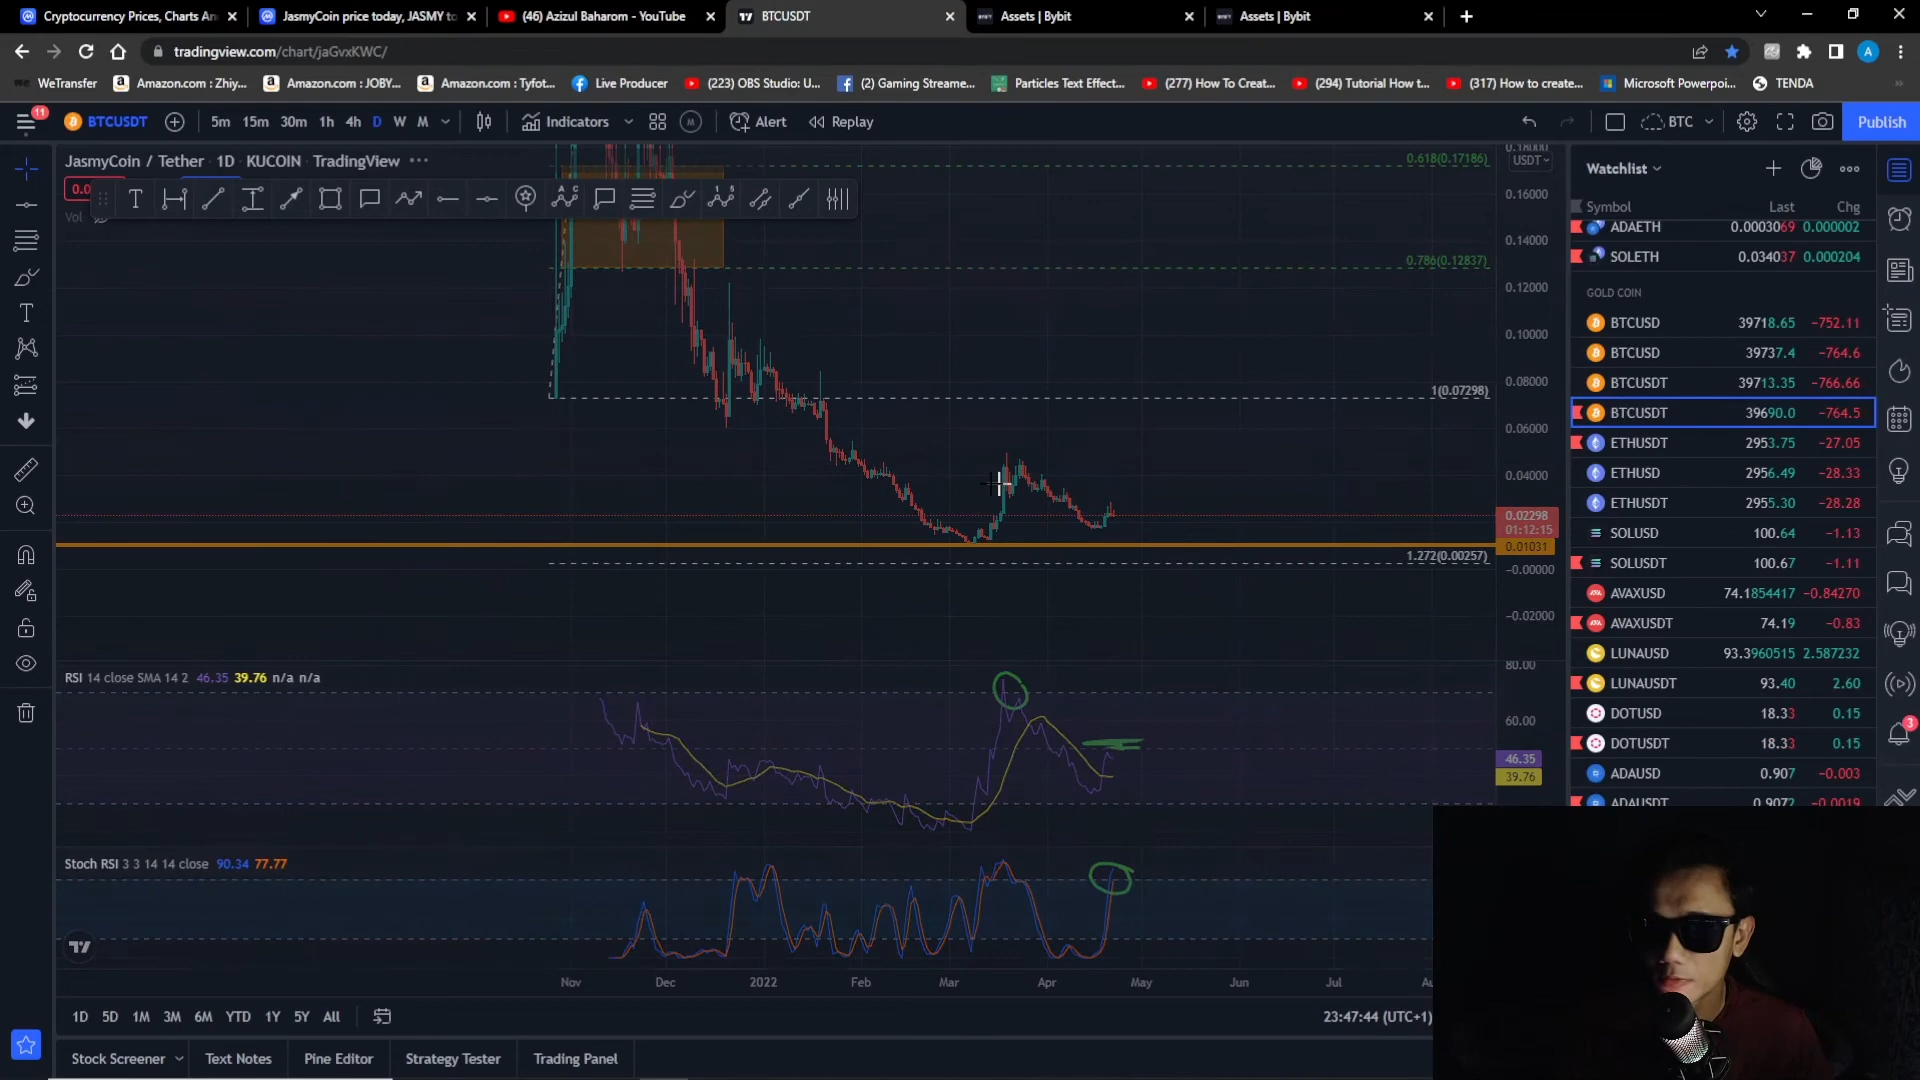 Cryptocurrency Prices, Charts An
JasmyCoin price today, JASMY to
(46) Azizul Baharom - YouTube
BTCUSDT
Assets | Bybit
Assets | Bybit
tradingview.com/chart/jaGvxKWC/
A
WeTransfer
Amazon.com : Zhiy...
Amazon.com : JOBY...
Amazon.com : Tyfot...
Live Producer
(223) OBS Studio: U...
(2) Gaming Streame...
Particles Text Effect...
(277) How To Creat...
(294) Tutorial How t...
(317) How to create...
Microsoft Powerpoi...
TENDA
11
BTCUSDT
5m 15m 30m 1h 4h D W M
Indicators
M
Alert
Replay
BTC
Publish
JasmyCoin / Tether · 1D · KUCOIN · TradingView
Vol
0.618(0.17186)
0.786(0.12837)
1(0.07298)
1.272(0.00257)
0.18000
USDT
0.16000
0.14000
0.12000
0.10000
0.08000
0.06000
0.04000
0.02298
01:12:15
0.01031
−0.00000
−0.02000
RSI 14 close SMA 14 2 46.35 39.76 n/a n/a
80.00
60.00
46.35
39.76
Stoch RSI 3 3 14 14 close 90.34 77.77
Nov Dec 2022 Feb Mar Apr May Jun Jul
1D 5D 1M 3M 6M YTD 1Y 5Y All
23:47:44 (UTC+1)
Stock Screener
Text Notes
Pine Editor
Strategy Tester
Trading Panel
Watchlist
Symbol Last Chg
ADAETH 0.0003069 0.000002
SOLETH 0.034037 0.000204
GOLD COIN
BTCUSD 39718.65 −752.11
BTCUSD 39737.4 −764.6
BTCUSDT 39713.35 −766.66
BTCUSDT 39690.0 −764.5
ETHUSDT 2953.75 −27.05
ETHUSD 2956.49 −28.33
ETHUSDT 2955.30 −28.28
SOLUSD 100.64 −1.13
SOLUSDT 100.67 −1.11
AVAXUSD 74.1854417 −0.84270
AVAXUSDT 74.19 −0.83
LUNAUSD 93.3960515 2.587232
LUNAUSDT 93.40 2.60
DOTUSD 18.33 0.15
DOTUSDT 18.33 0.15
ADAUSD 0.907 −0.003
ADAUSDT 0.9072 −0.0019
3